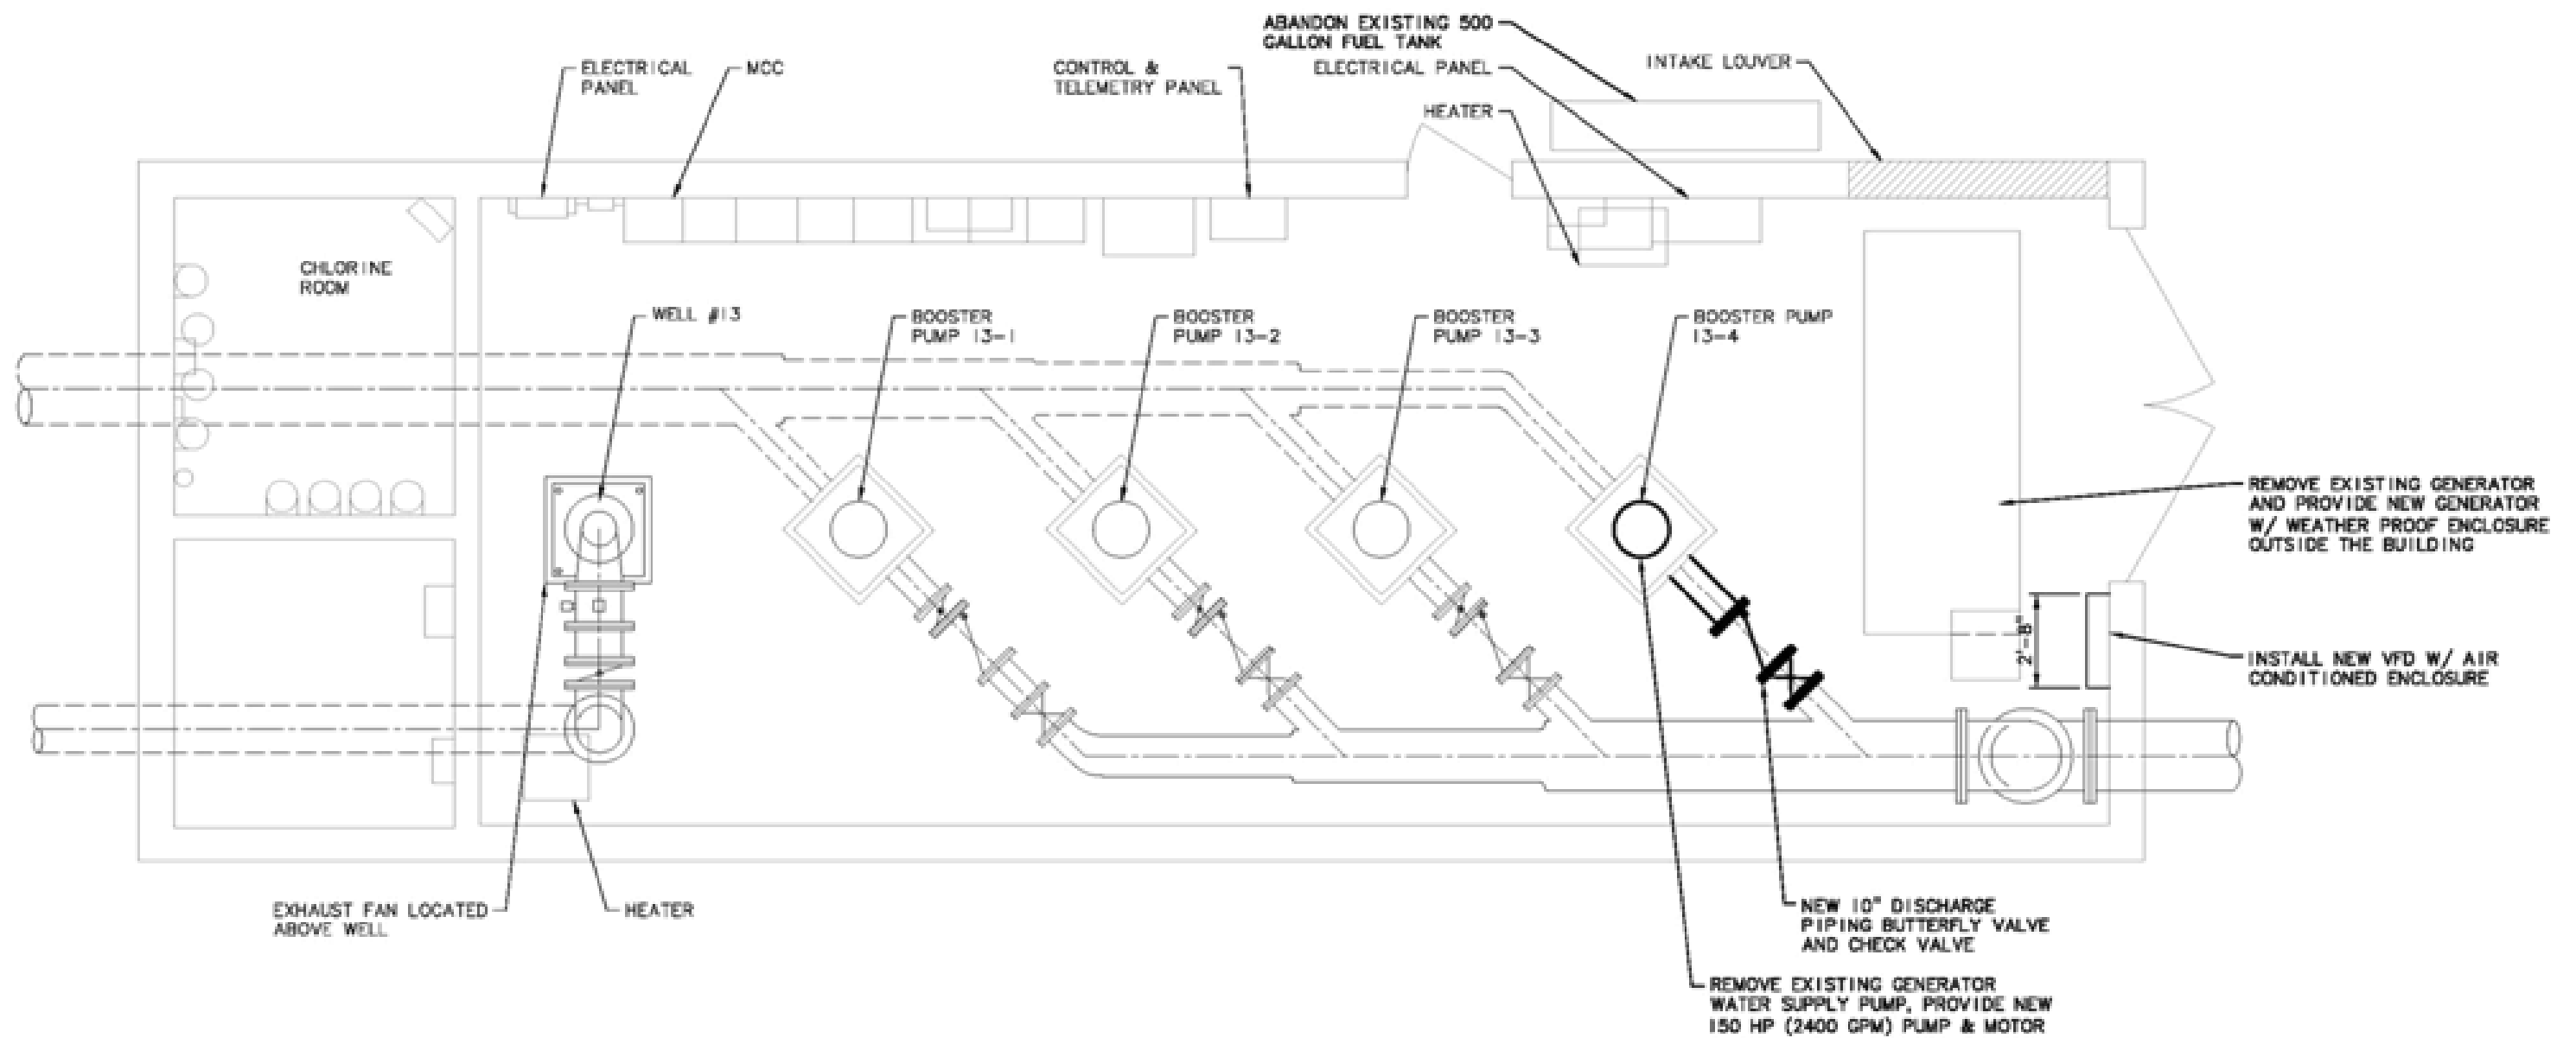 ABANDON EXISTING 500
GALLON FUEL TANK
ELECTRICAL
PANEL
MCC
CONTROL &
TELEMETRY PANEL
ELECTRICAL PANEL
INTAKE LOUVER
HEATER
CHLORINE
ROOM
WELL #13
BOOSTER
PUMP 13-1
BOOSTER
PUMP 13-2
BOOSTER
PUMP 13-3
BOOSTER PUMP
13-4
REMOVE EXISTING GENERATOR
AND PROVIDE NEW GENERATOR
W/ WEATHER PROOF ENCLOSURE
OUTSIDE THE BUILDING
2'-8"
INSTALL NEW VFD W/ AIR
CONDITIONED ENCLOSURE
EXHAUST FAN LOCATED
ABOVE WELL
HEATER
NEW 10" DISCHARGE
PIPING BUTTERFLY VALVE
AND CHECK VALVE
REMOVE EXISTING GENERATOR
WATER SUPPLY PUMP, PROVIDE NEW
150 HP (2400 GPM) PUMP & MOTOR